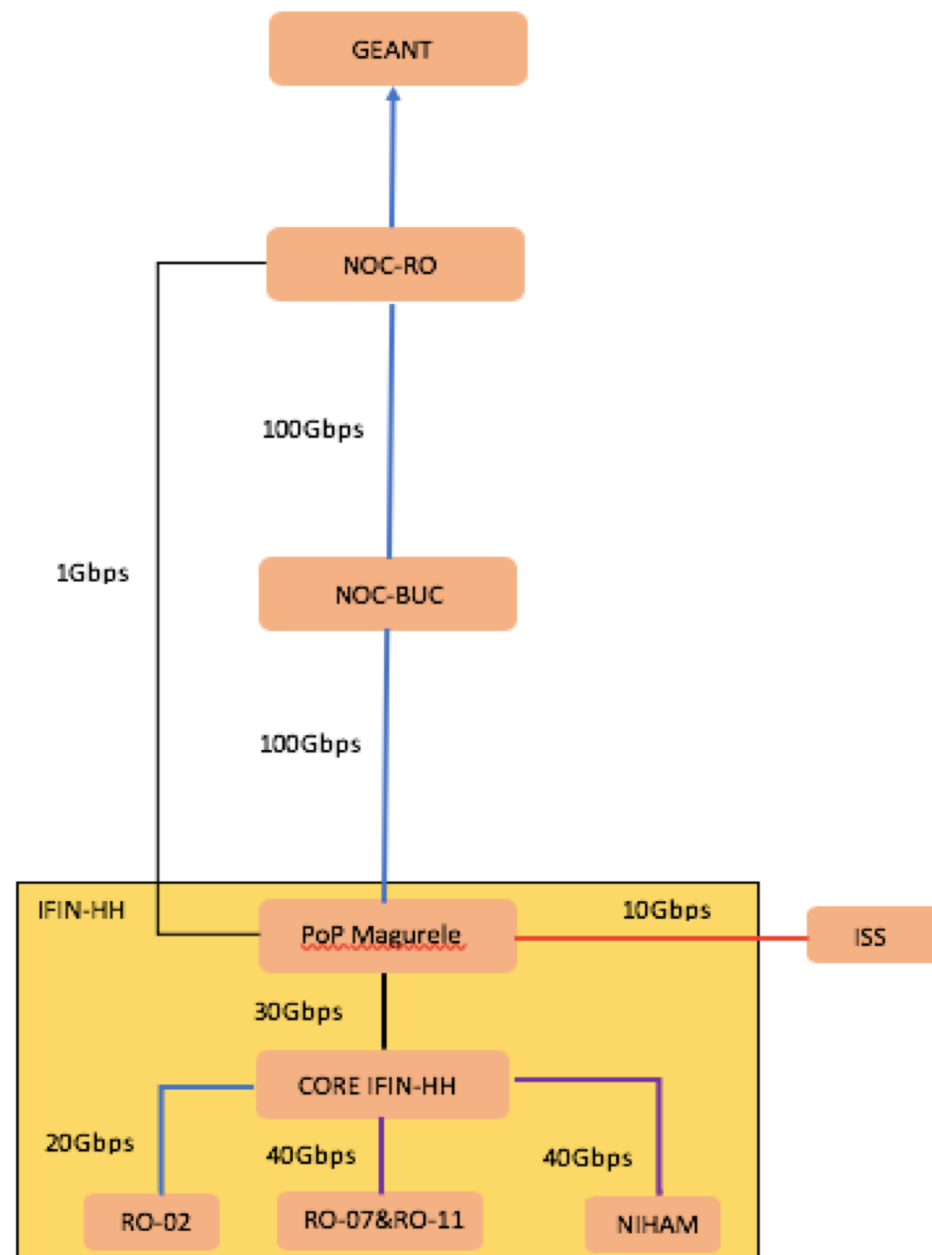 GEANT
NOC-RO
100Gbps
1Gbps
NOC-BUC
100Gbps
IFIN-HH
PoP Magurele
10Gbps
ISS
30Gbps
CORE IFIN-HH
20Gbps
40Gbps
40Gbps
RO-02
RO-07&RO-11
NIHAM